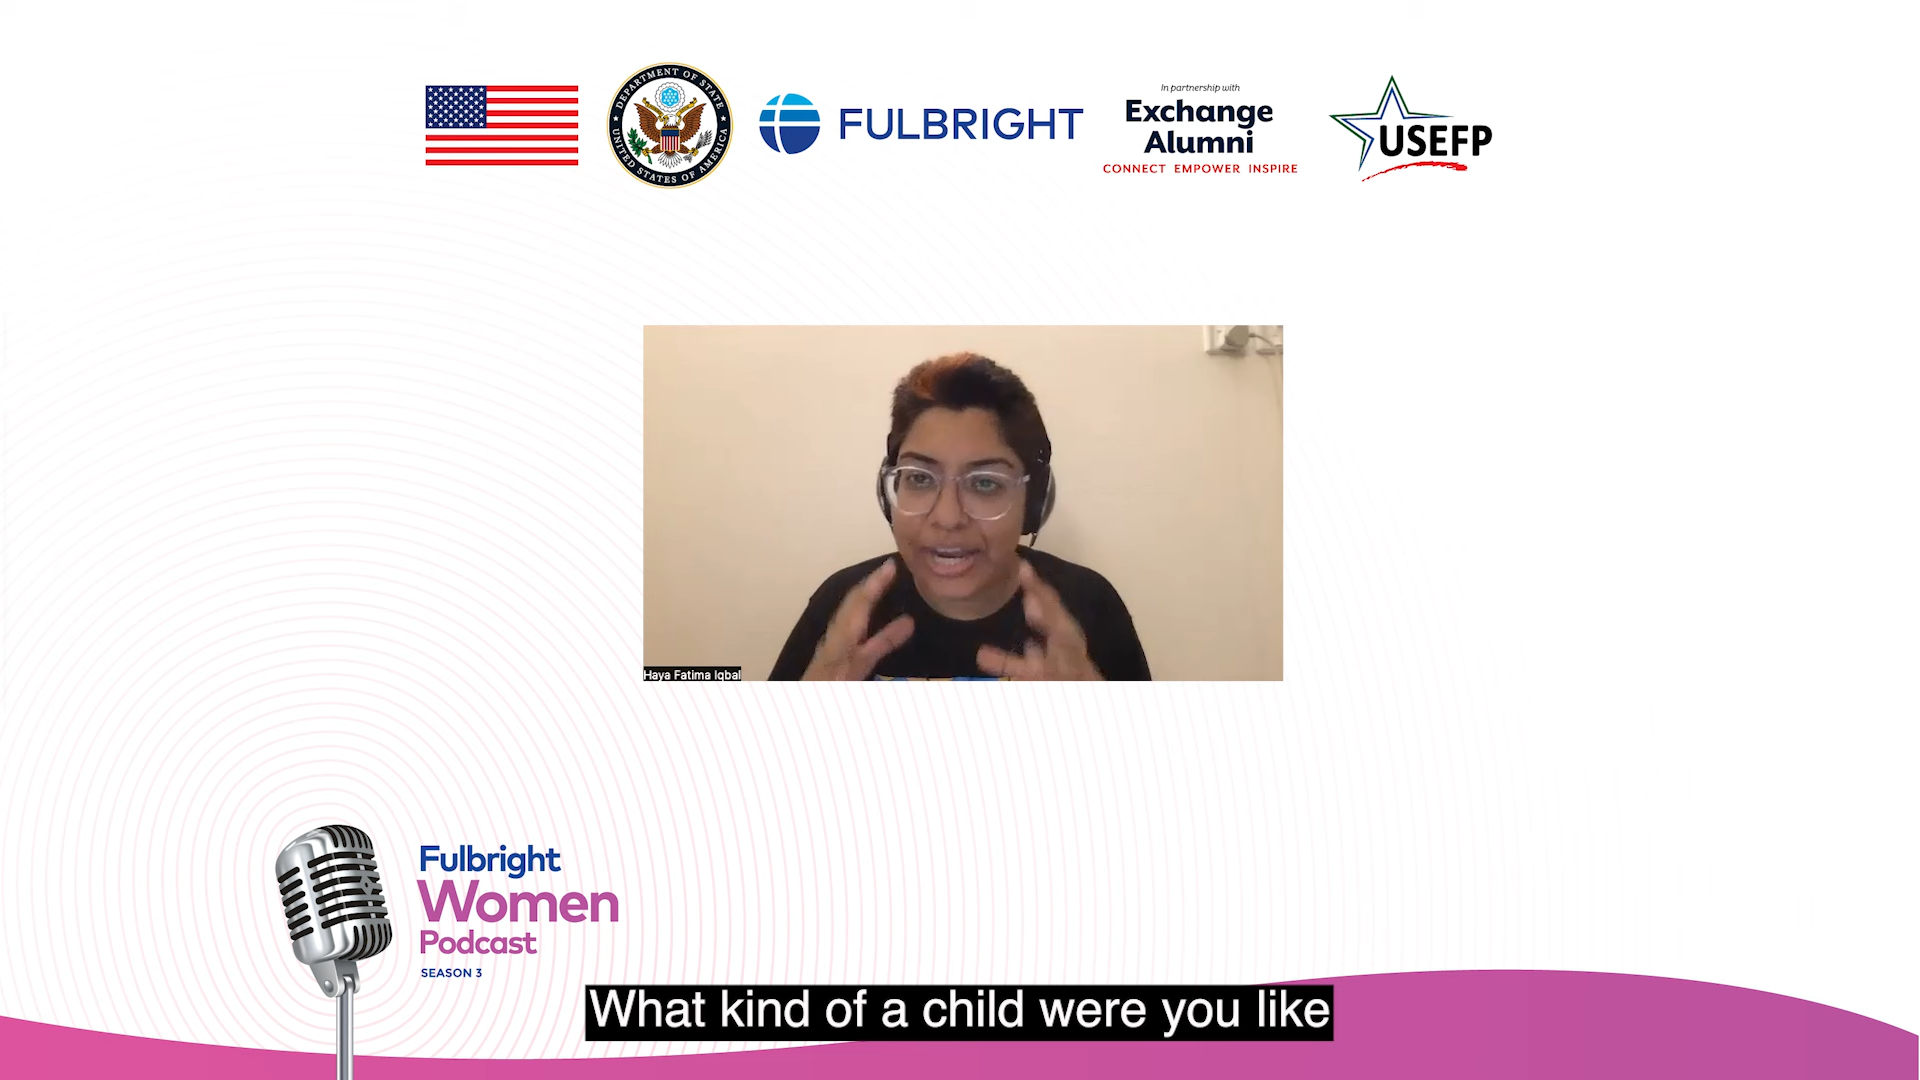 DEPARTMENT OF STATE
UNITED STATES OF AMERICA
FULBRIGHT
In partnership with
Exchange
Alumni
CONNECT EMPOWER INSPIRE
USEFP
Haya Fatima Iqbal
Fulbright
Women
Podcast
SEASON 3
What kind of a child were you like